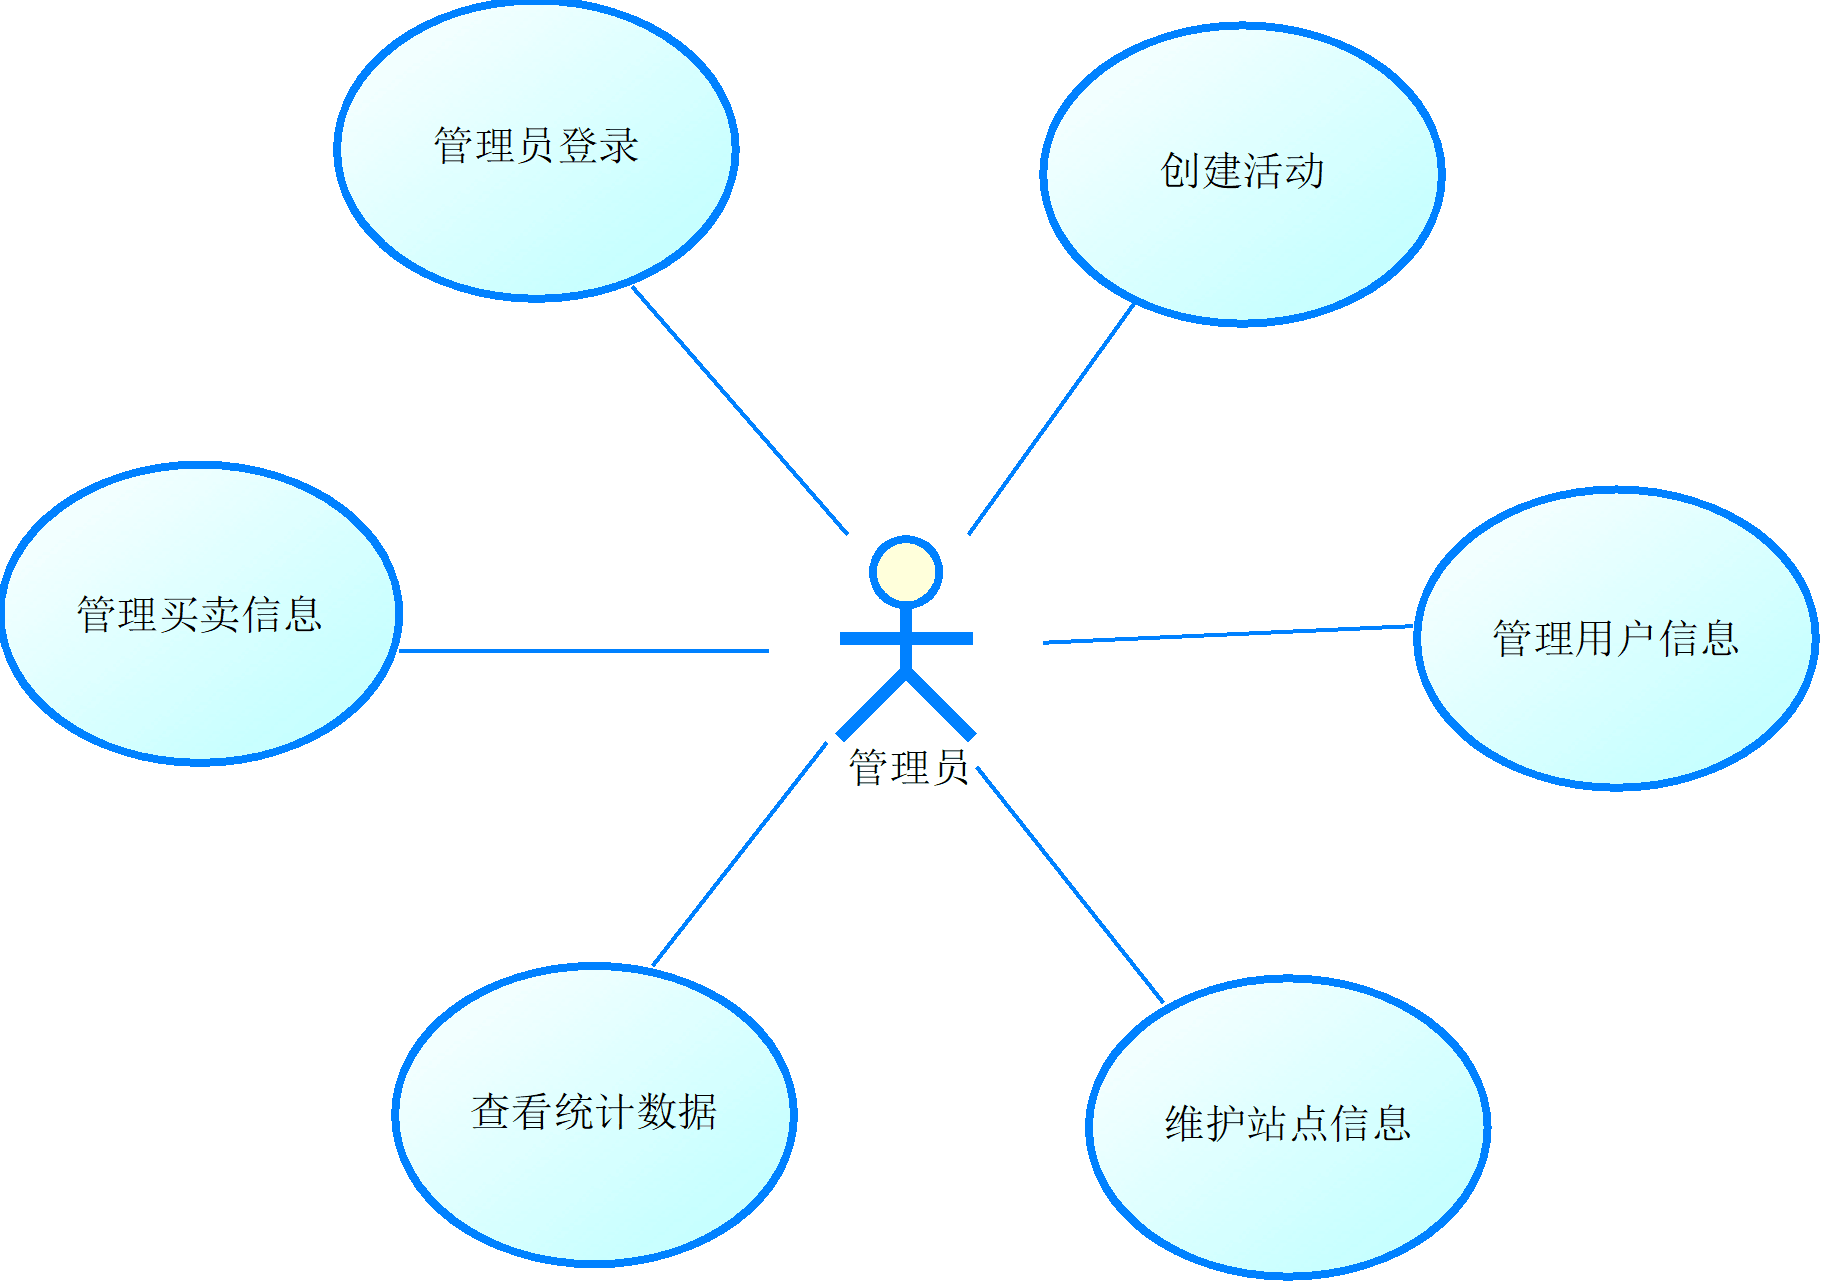 管理员登录
创建活动
管理买卖信息
管理用户信息
管理员
查看统计数据
维护站点信息